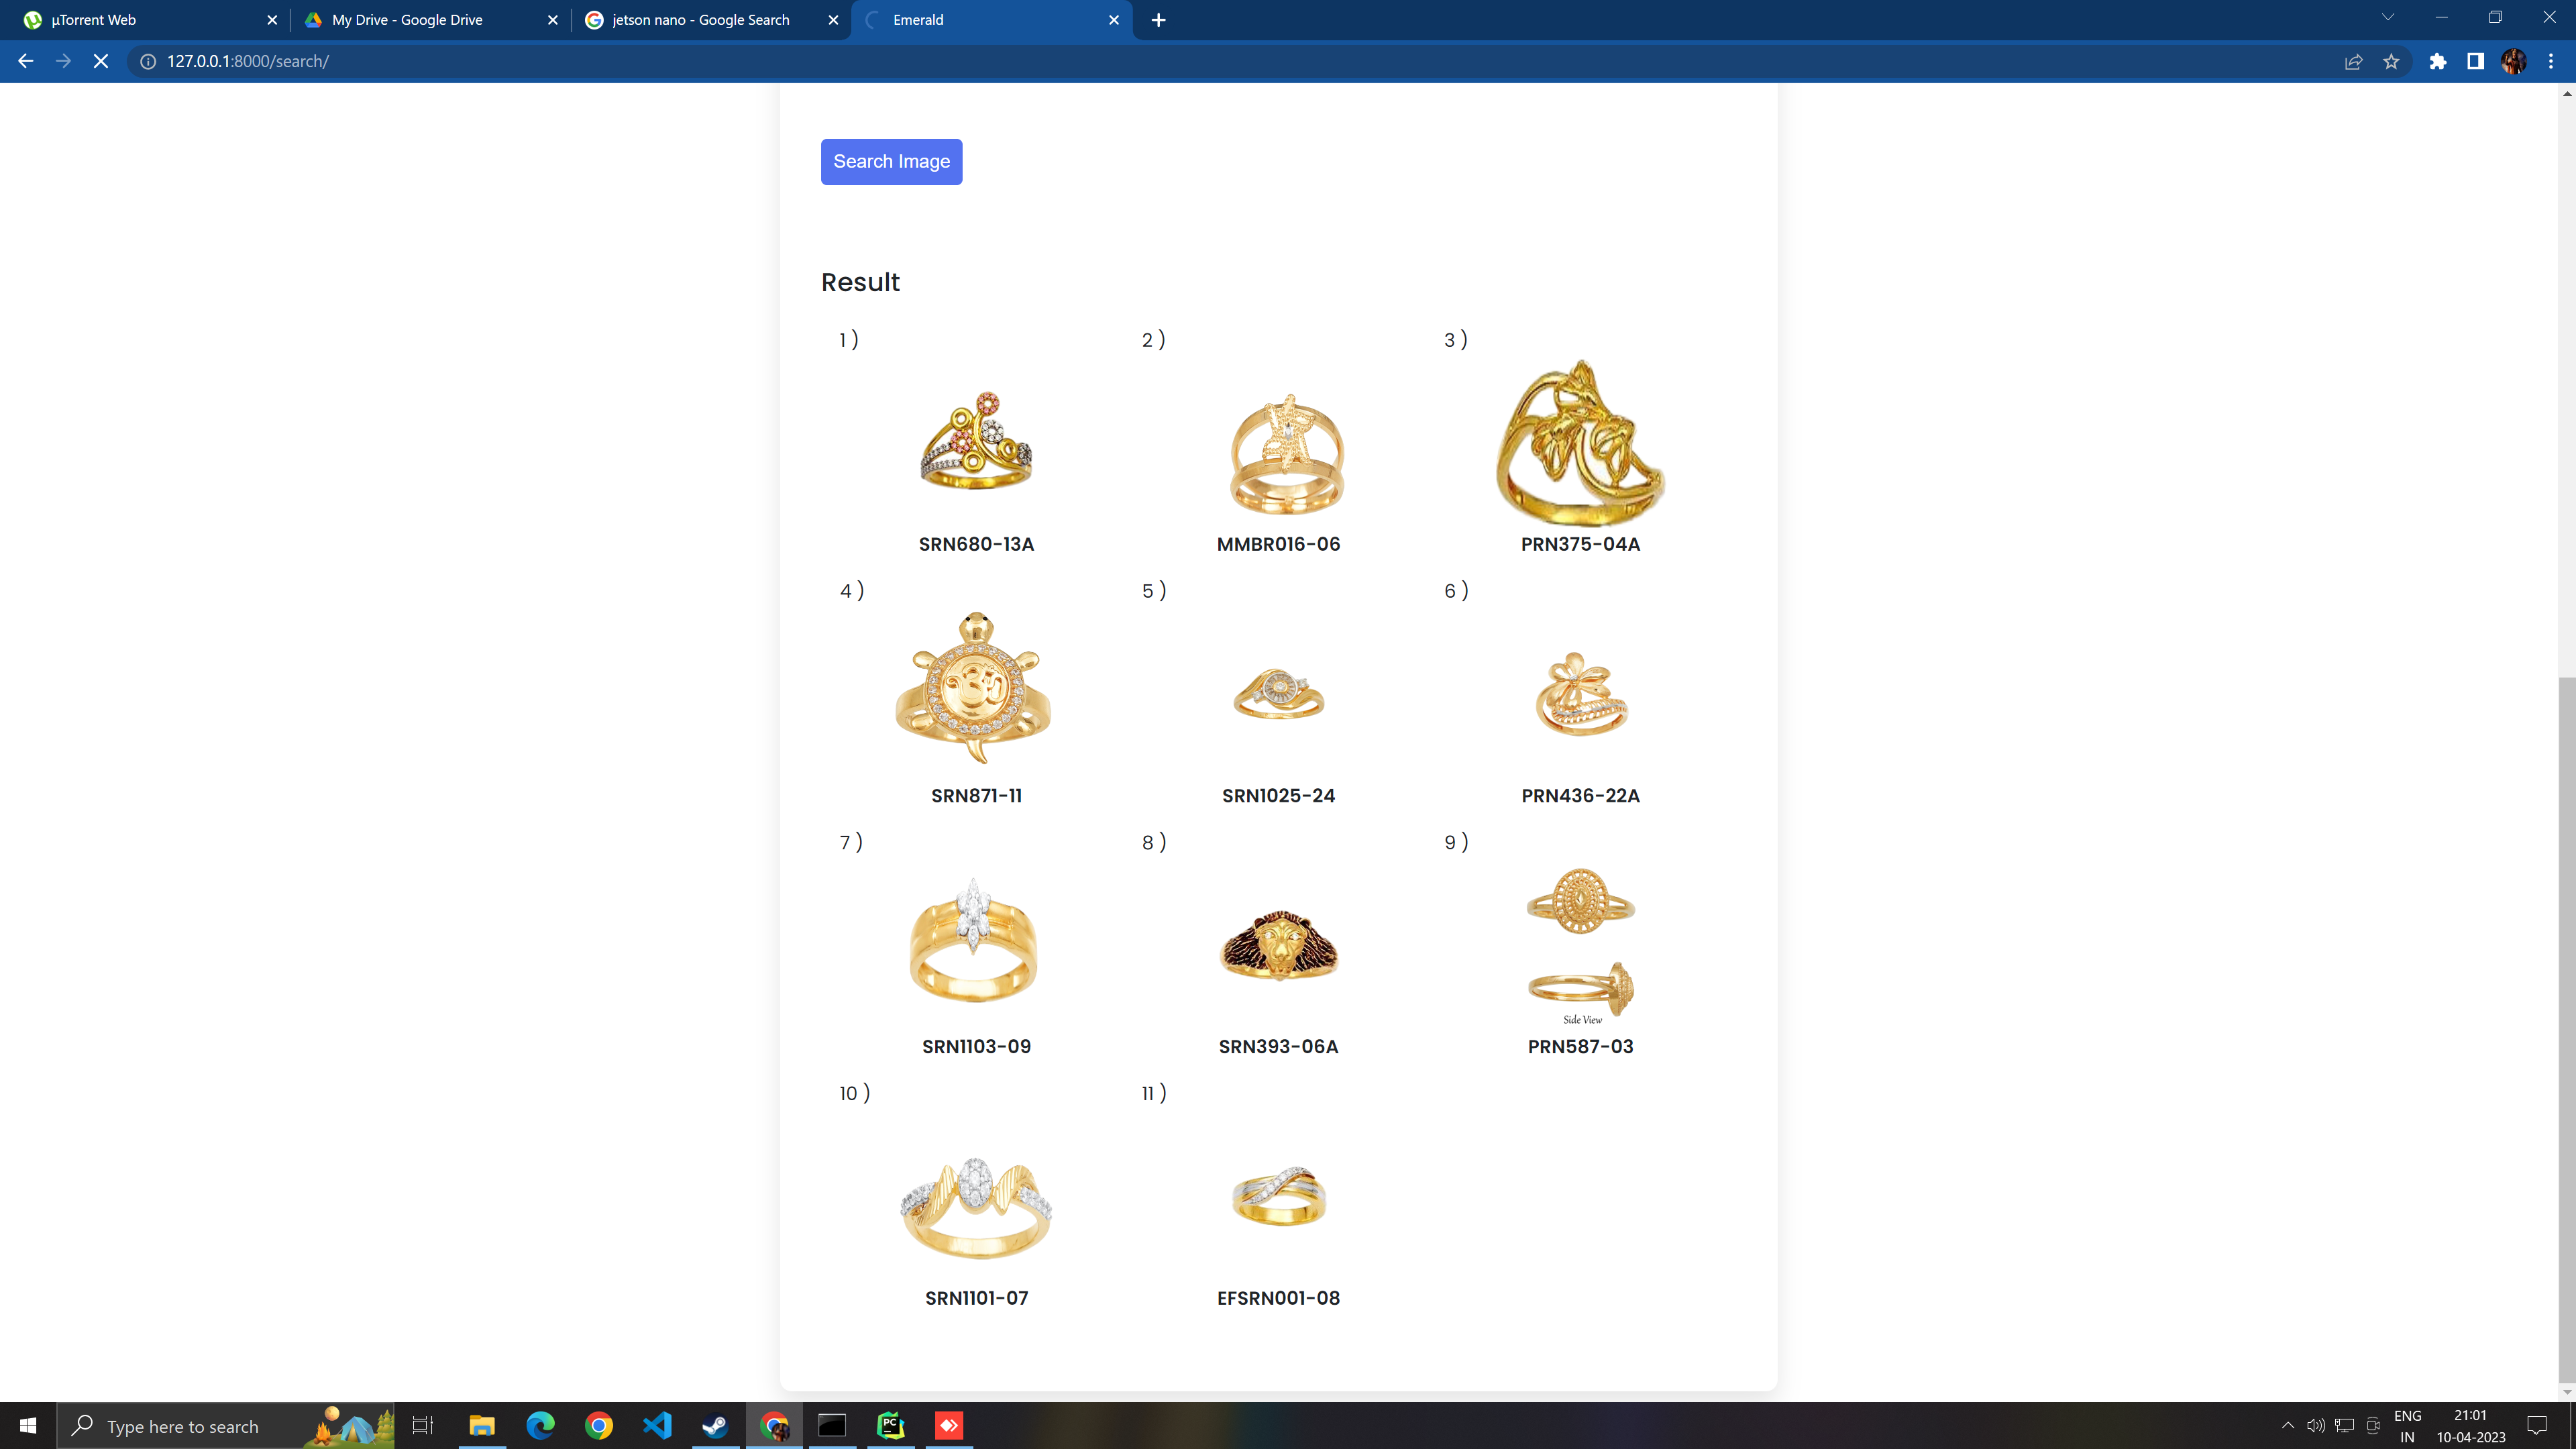 µTorrent Web
My Drive - Google Drive
jetson nano - Google Search
Emerald
127.0.0.1:8000/search/
Search Image
Result
1 )
2 )
3 )
SRN680-13A
MMBR016-06
PRN375-04A
4 )
5 )
6 )
ॐ
SRN871-11
SRN1025-24
PRN436-22A
7 )
8 )
9 )
Side View
SRN1103-09
SRN393-06A
PRN587-03
10 )
11 )
SRN1101-07
EFSRN001-08
Type here to search
PC
ENG
IN
21:01
10-04-2023